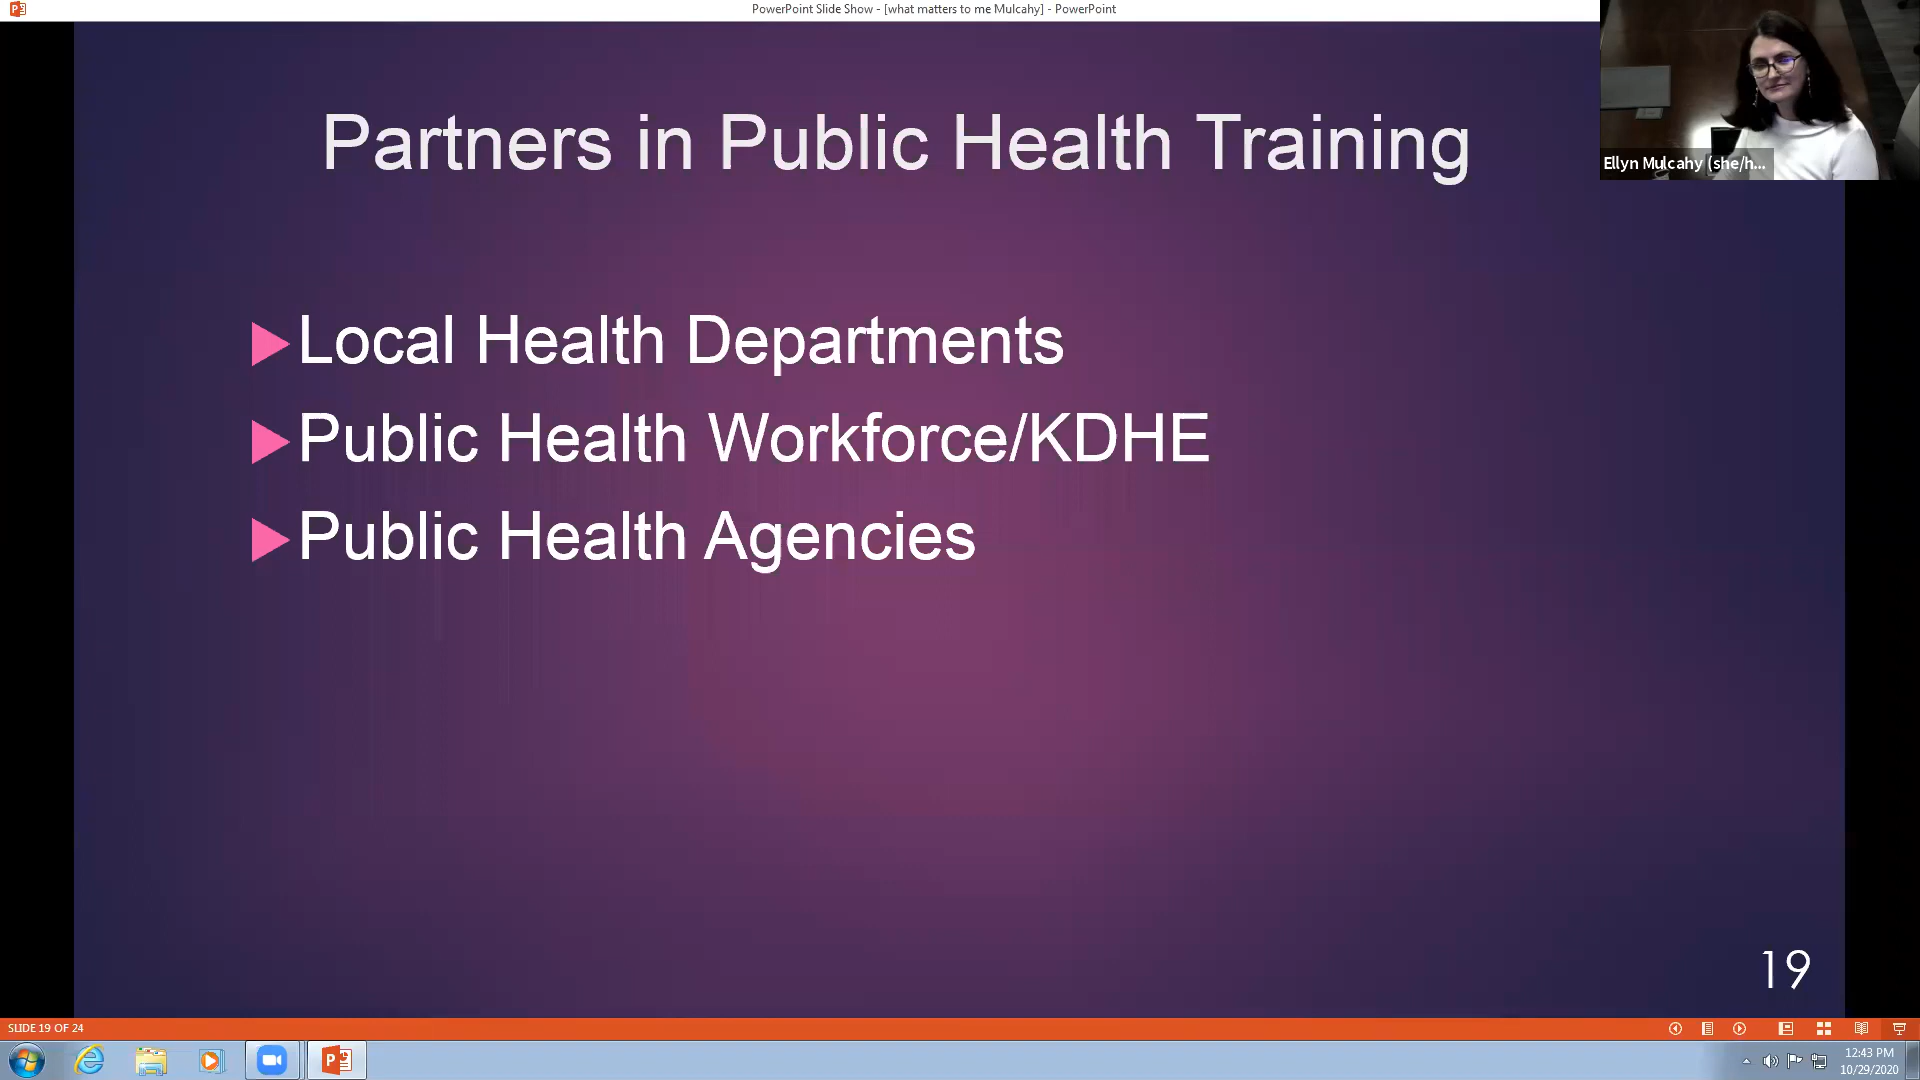 PowerPoint Slide Show - [what matters to me Mulcahy] - PowerPoint
Ellyn Mulcahy (she/h...
Partners in Public Health Training
Local Health Departments
Public Health Workforce/KDHE
Public Health Agencies
19
SLIDE 19 OF 24
12:43 PM
10/29/2020